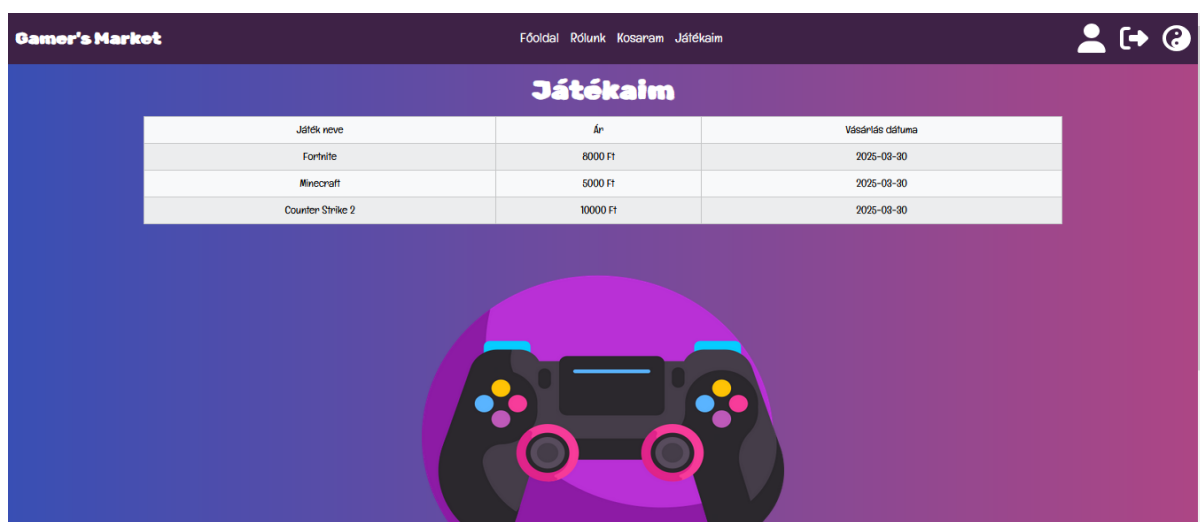 Gamer's Market Főoldal Rólunk Kosaram Játékaim
Játékaim
Játék neve Ár Vásárlás dátuma
Fortnite 8000 Ft 2025-03-30
Minecraft 5000 Ft 2025-03-30
Counter Strike 2 10000 Ft 2025-03-30